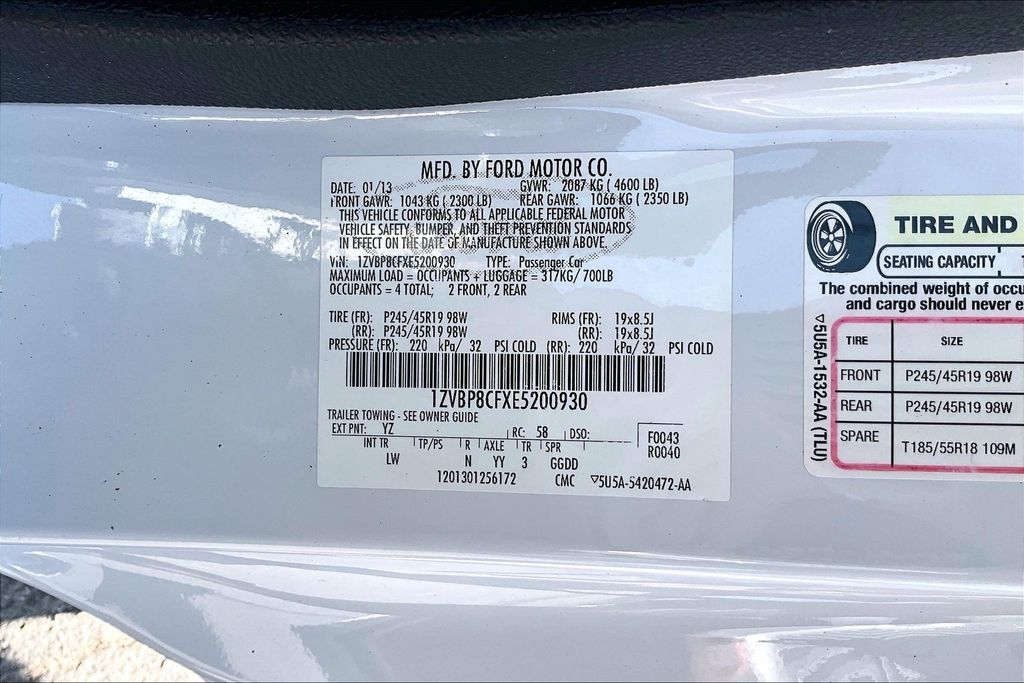 MFD. BY FORD MOTOR CO.
DATE: 01/13 GVWR: 2087 KG ( 4600 LB)
FRONT GAWR: 1043 KG ( 2300 LB) REAR GAWR: 1066 KG ( 2350 LB)
THIS VEHICLE CONFORMS TO ALL APPLICABLE FEDERAL MOTOR
VEHICLE SAFETY, BUMPER, AND THEFT PREVENTION STANDARDS
IN EFFECT ON THE DATE OF MANUFACTURE SHOWN ABOVE.
VIN: 1ZVBP8CFXE5200930 TYPE: Passenger Car
MAXIMUM LOAD = OCCUPANTS + LUGGAGE = 317KG/700LB
OCCUPANTS = 4 TOTAL; 2 FRONT, 2 REAR
TIRE (FR): P245/45R19 98W RIMS (FR): 19x8.5J
(RR): P245/45R19 98W (RR): 19x8.5J
PRESSURE (FR): 220 kPa/ 32 PSI COLD (RR): 220 kPa/ 32 PSI COLD
1ZVBP8CFXE5200930
TRAILER TOWING - SEE OWNER GUIDE
EXT PNT: YZ RC: 58 DSO: F0043
INT TR TP/PS R AXLE TR SPR R0040
LW N YY 3 GGDD
1201301256172 CMC ▽5U5A-5420472-AA
TIRE AND
SEATING CAPACITY
The combined weight of occu
and cargo should never e
TIRE SIZE
FRONT P245/45R19 98W
REAR P245/45R19 98W
SPARE T185/55R18 109M
▽5U5A-1532-AA (TLU)